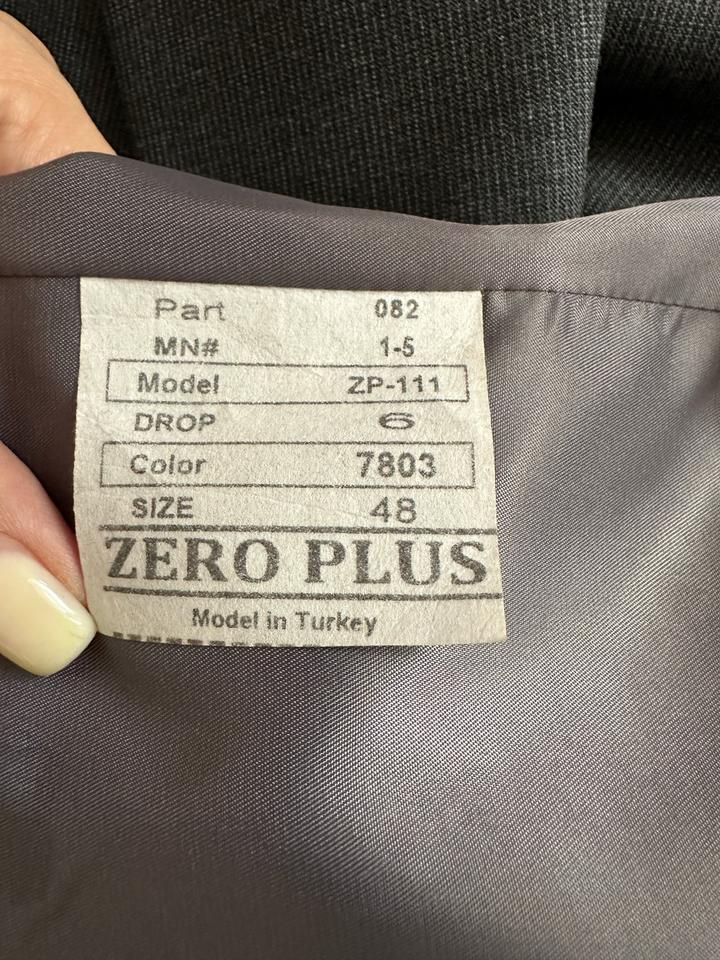 Part 082
MN# 1-5
Model ZP-111
DROP 6
Color 7803
SIZE 48
ZERO PLUS
Model in Turkey